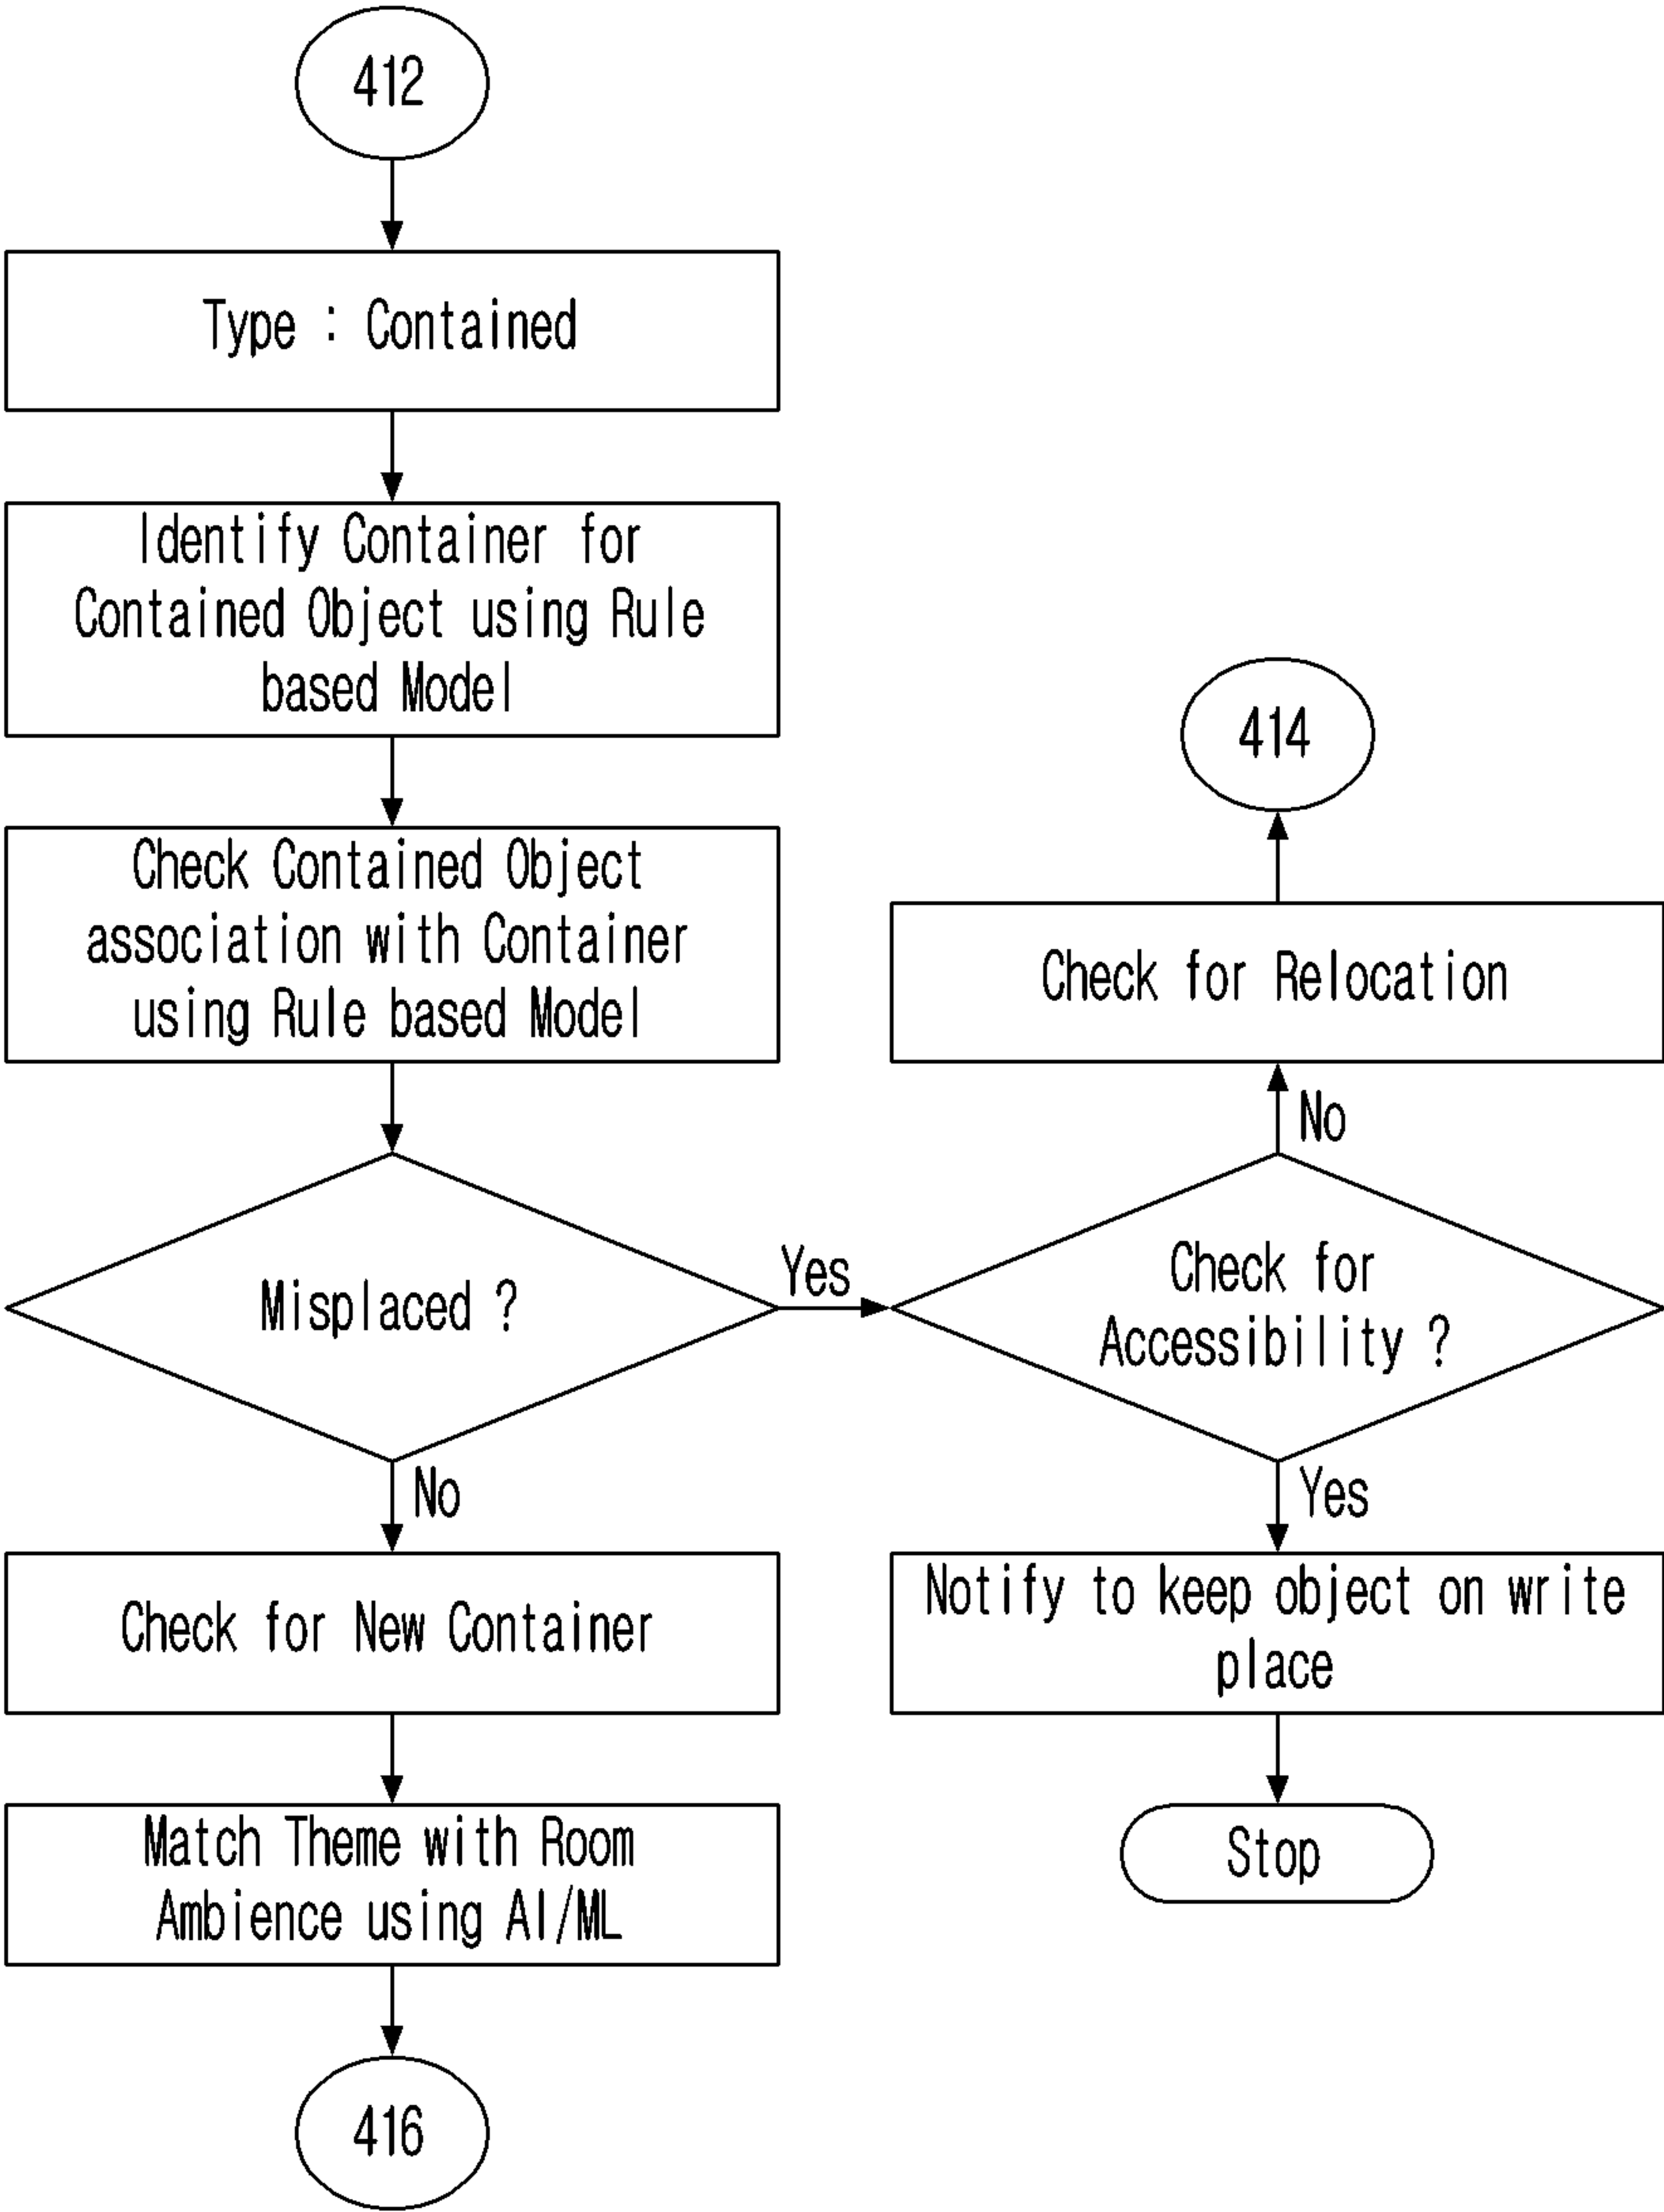 412
Type : Contained
Identify Container for
Contained Object using Rule
based Model
Check Contained Object
association with Container
using Rule based Model
Misplaced ?
Yes
No
Check for New Container
Match Theme with Room
Ambience using AI/ML
416
414
Check for Relocation
No
Check for
Accessibility ?
Yes
Notify to keep object on write
place
Stop